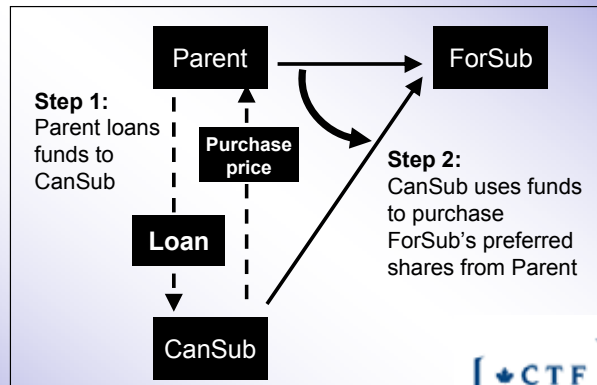 Parent
ForSub
Step 1:
Parent loans
funds to
CanSub
Purchase
price
Step 2:
CanSub uses funds
to purchase
ForSub's preferred
shares from Parent
Loan
CanSub
CTF